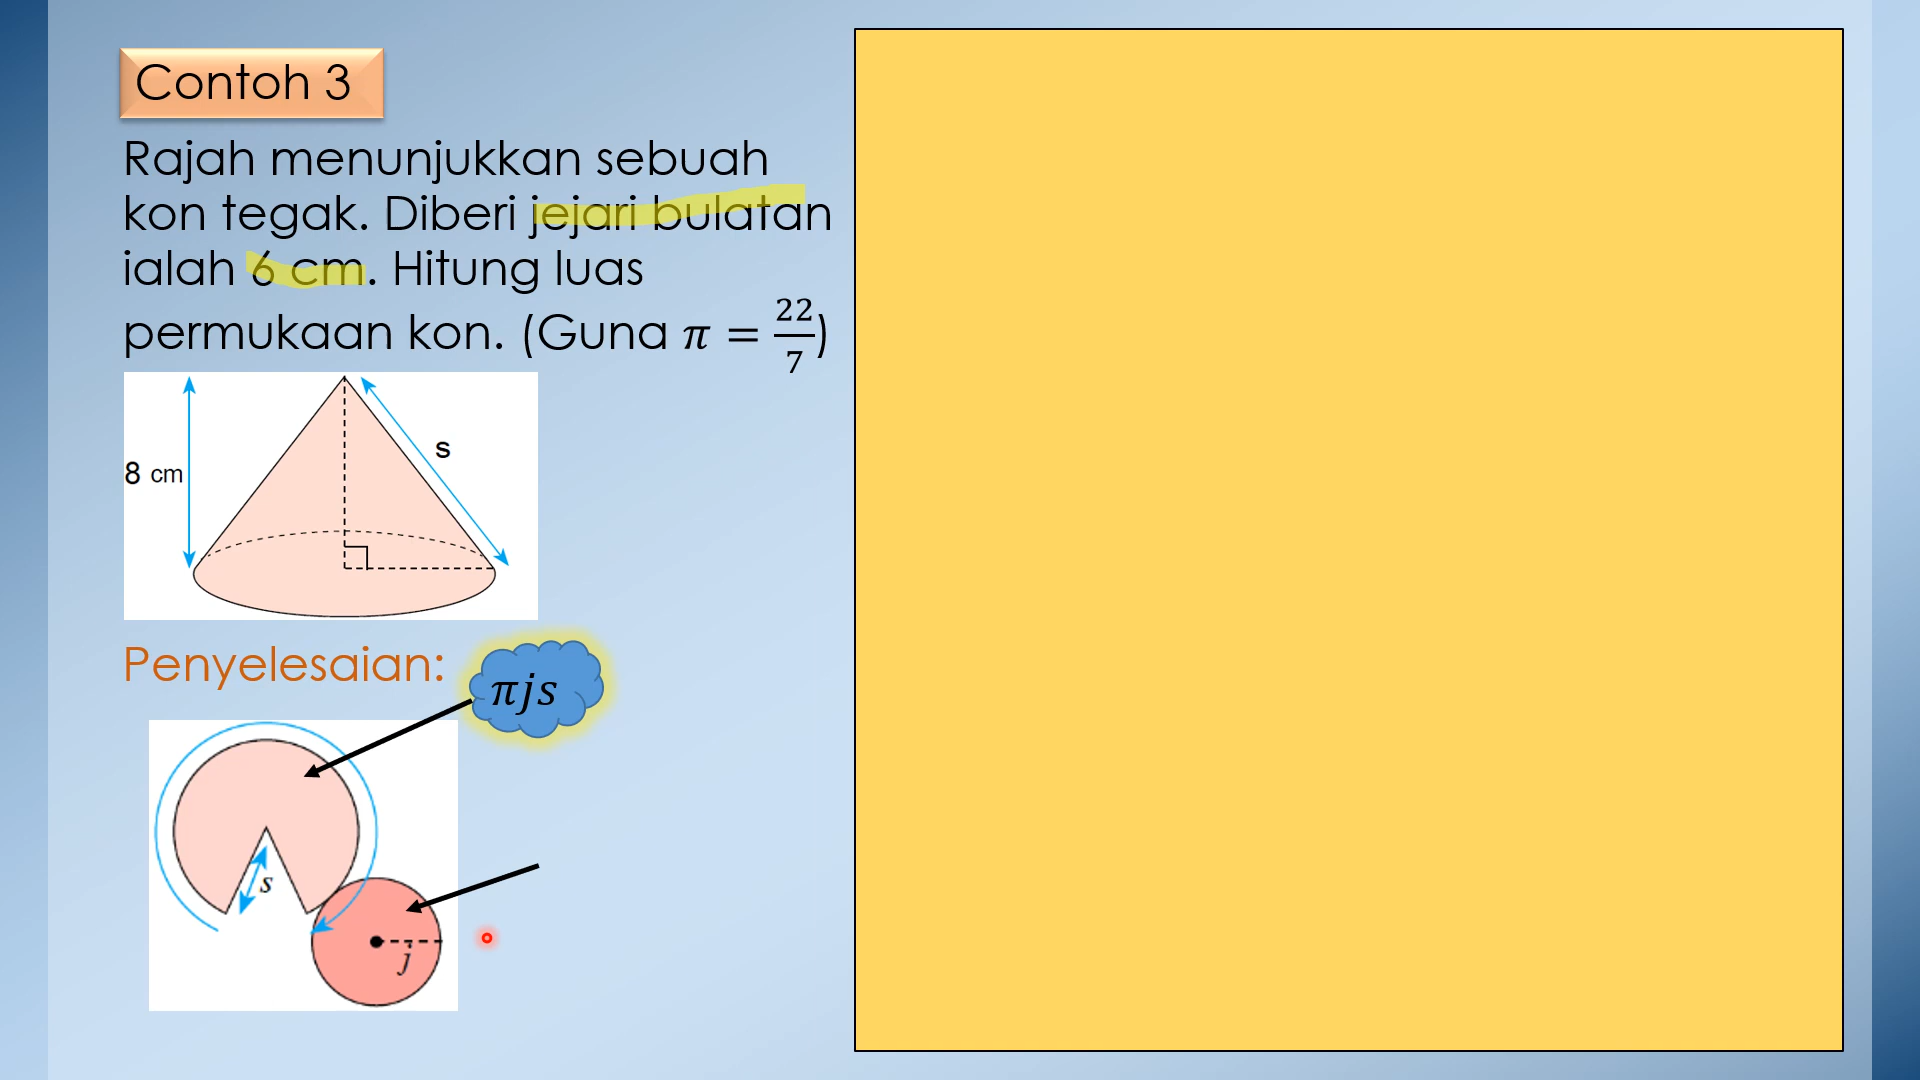 Contoh 3
Rajah menunjukkan sebuah
kon tegak. Diberi jejari bulatan
ialah 6 cm. Hitung luas
permukaan kon. (Guna π = 22/7)
8 cm
s
Penyelesaian:
πjs
s
j